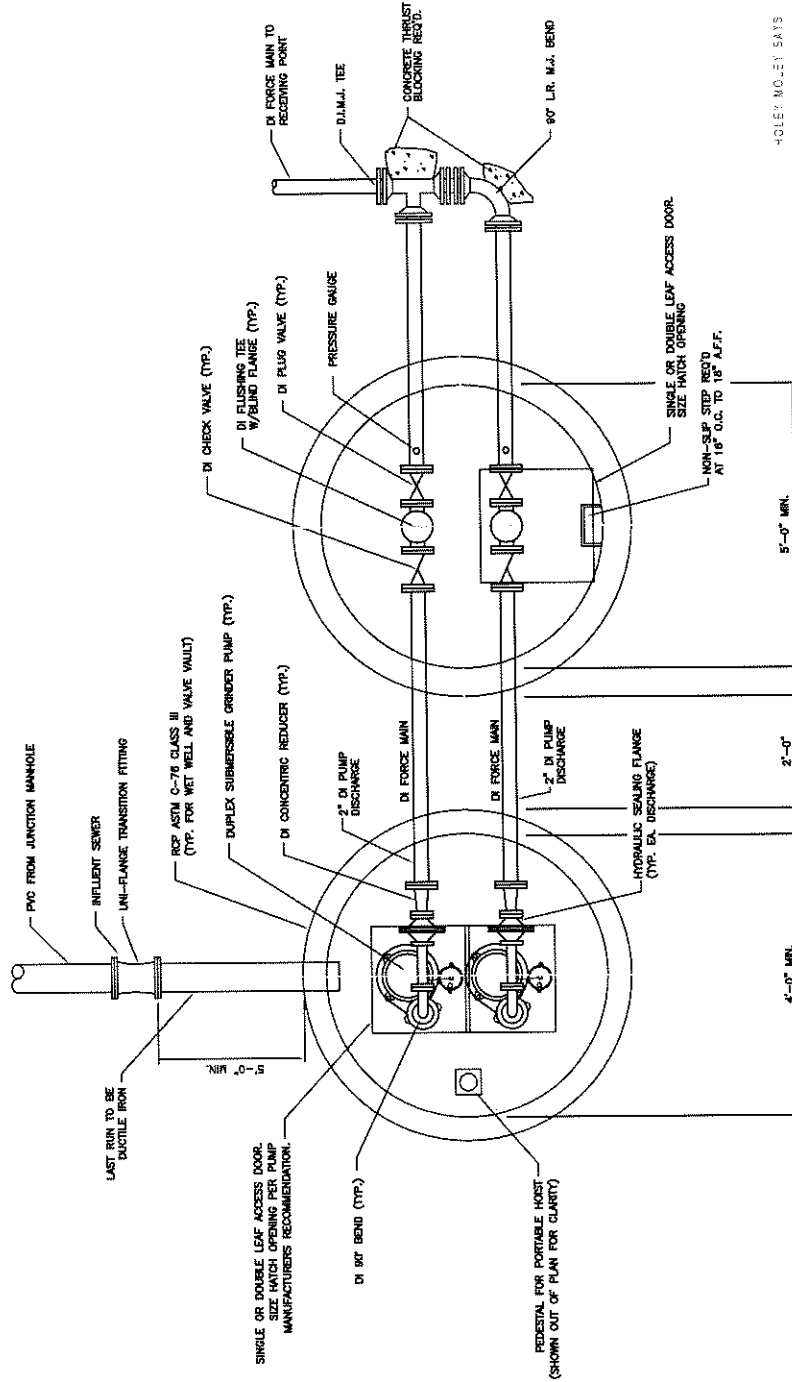 PVC FROM JUNCTION MANHOLE
INFLUENT SEWER
UNI-FLANGE TRANSITION FITTING
LAST RUN TO BE
DUCTILE IRON
5'-0" MIN.
RCP ASTM C-76 CLASS III
(TYP. FOR WET WELL AND VALVE VAULT)
DUPLEX SUBMERSIBLE GRINDER PUMP (TYP.)
DI CONCENTRIC REDUCER (TYP.)
2" DI PUMP
DISCHARGE
DI CHECK VALVE (TYP.)
DI FLUSHING TEE
W/BLIND FLANGE (TYP.)
DI PLUG VALVE (TYP.)
PRESSURE GAUGE
DI FORCE MAIN TO
RECEIVING POINT
D.I.M.J. TEE
CONCRETE THRUST
BLOCKING REQ'D.
90° L.R. M.J. BEND
SINGLE OR DOUBLE LEAF ACCESS DOOR.
SIZE HATCH OPENING PER PUMP
MANUFACTURERS RECOMMENDATION.
DI 90° BEND (TYP.)
PEDESTAL FOR PORTABLE HOIST
(SHOWN OUT OF PLAN FOR CLARITY)
DI FORCE MAIN
DI FORCE MAIN
2" DI PUMP
DISCHARGE
HYDRAULIC SEALING FLANGE
(TYP. EA. DISCHARGE)
SINGLE OR DOUBLE LEAF ACCESS DOOR.
SIZE HATCH OPENING
NON-SLIP STEP REQ'D
AT 16" O.C. TO 18" A.F.F.
4'-0" MIN.
2'-0"
5'-0" MIN.
HOLEY MOLEY SAYS